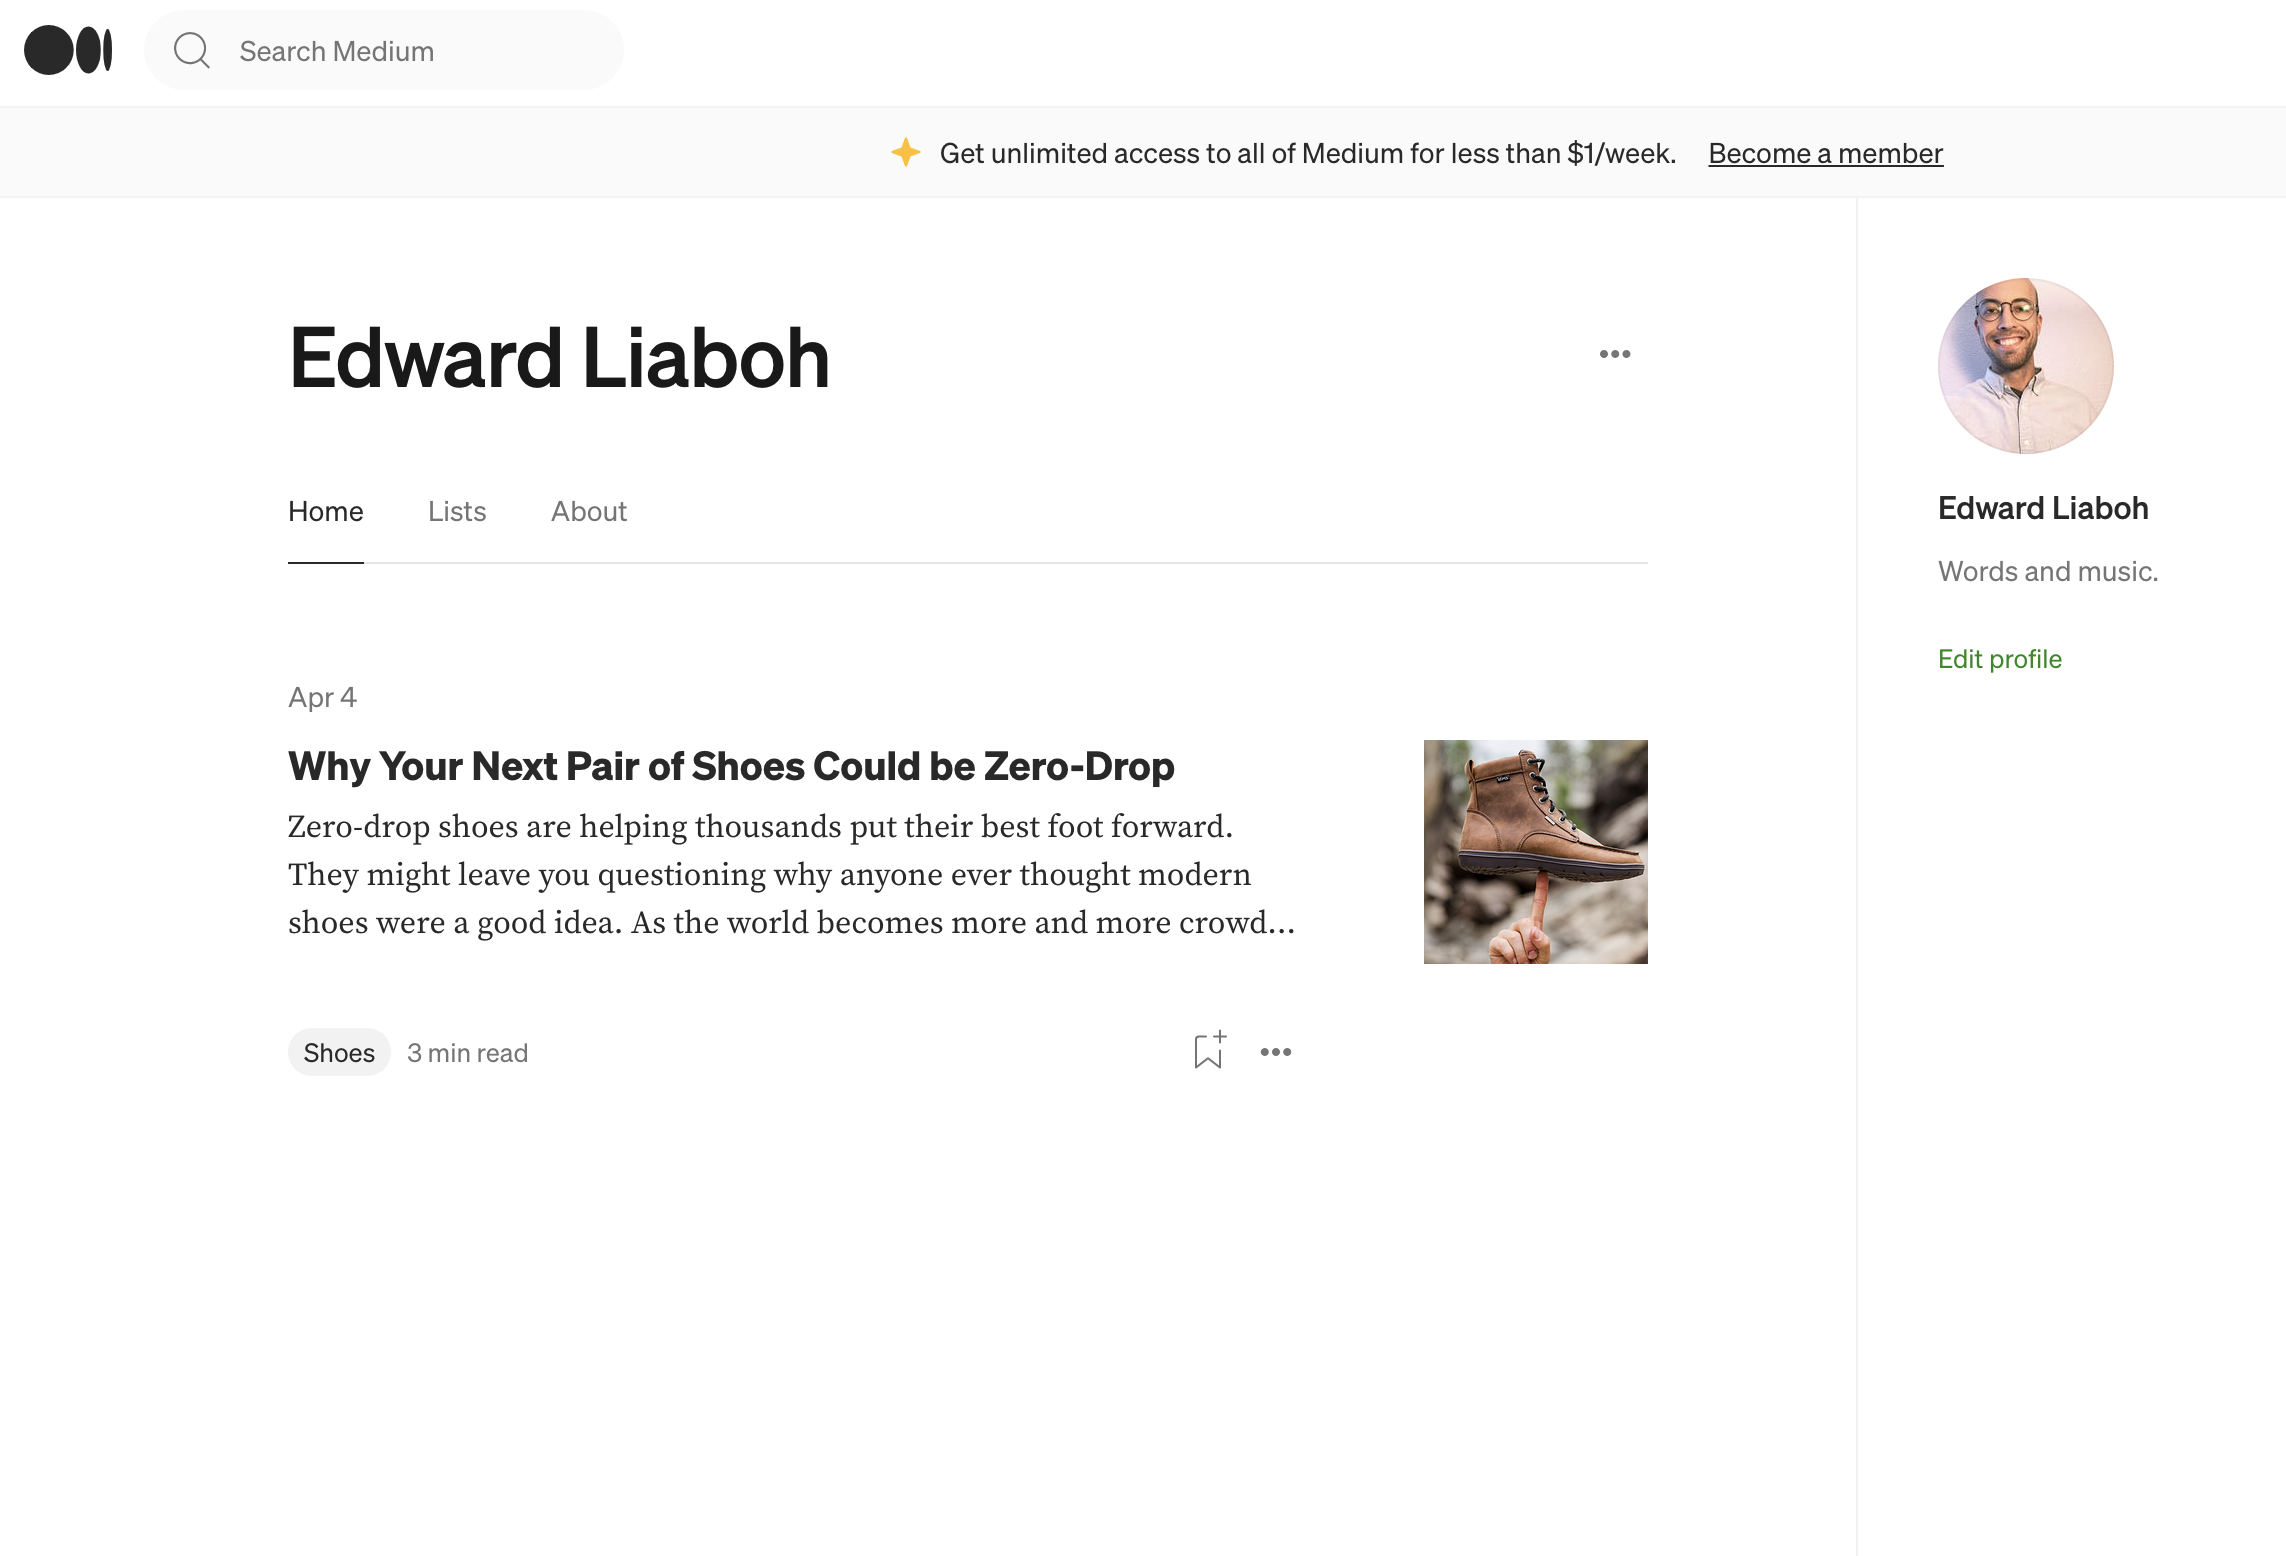 Search Medium
Get unlimited access to all of Medium for less than $1/week. Become a member
Edward Liaboh
Home Lists About
Apr 4
Why Your Next Pair of Shoes Could be Zero-Drop
Zero-drop shoes are helping thousands put their best foot forward.
They might leave you questioning why anyone ever thought modern
shoes were a good idea. As the world becomes more and more crowd...
Shoes 3 min read
Edward Liaboh
Words and music.
Edit profile